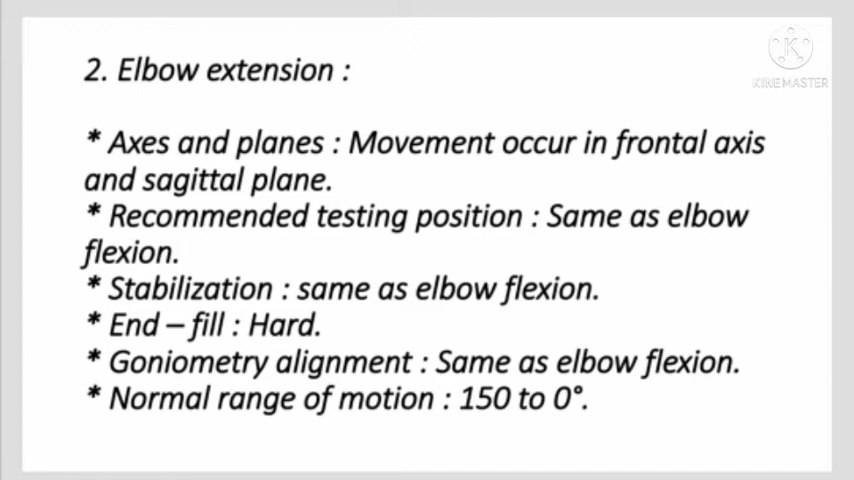 K
KINEMASTER
2. Elbow extension :
* Axes and planes : Movement occur in frontal axis
and sagittal plane.
* Recommended testing position : Same as elbow
flexion.
* Stabilization : same as elbow flexion.
* End – fill : Hard.
* Goniometry alignment : Same as elbow flexion.
* Normal range of motion : 150 to 0°.